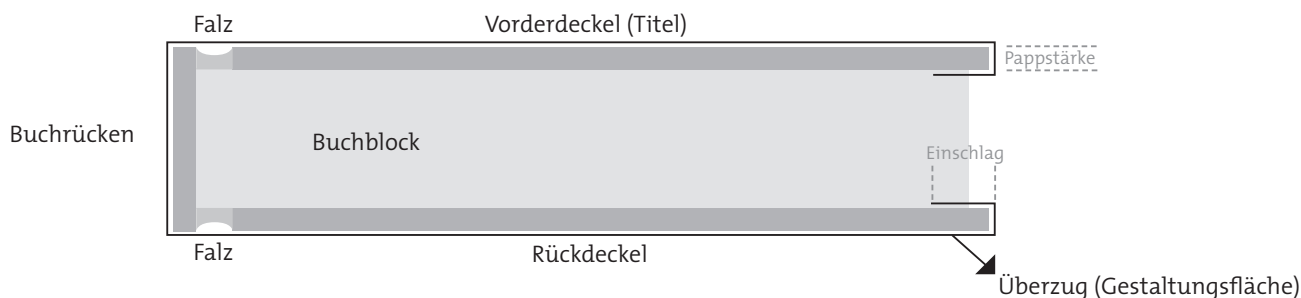 Falz
Vorderdeckel (Titel)
Pappstärke
Buchrücken
Buchblock
Einschlag
Falz
Rückdeckel
Überzug (Gestaltungsfläche)